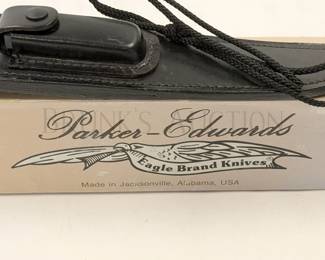 Parker-Edwards
Eagle Brand Knives
Made in Jacksonville, Alabama, USA